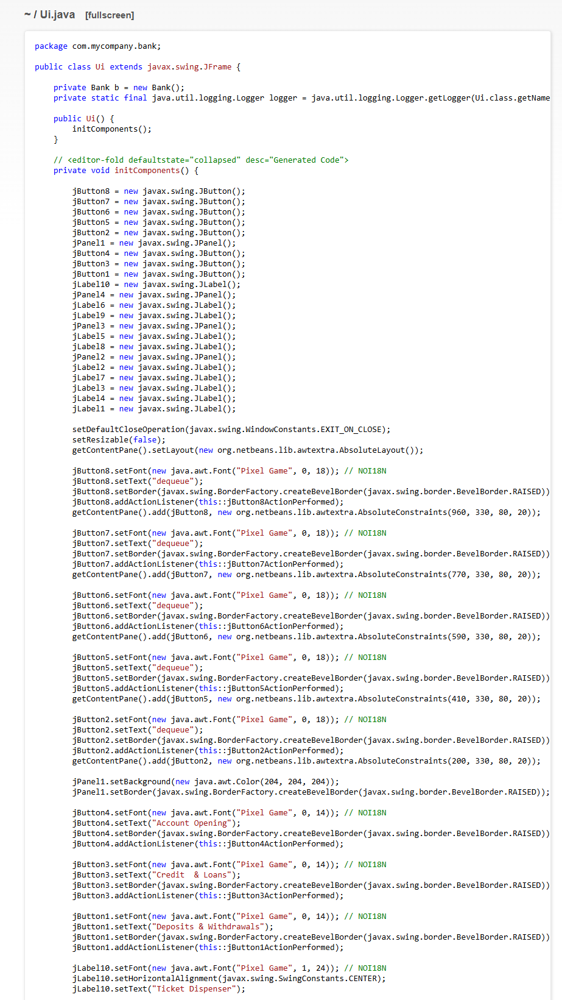 ~ / Ui.java [fullscreen]
package com.mycompany.bank;
public class Ui extends javax.swing.JFrame {
private Bank b = new Bank();
private static final java.util.logging.Logger logger = java.util.logging.Logger.getLogger(Ui.class.getName
public Ui() {
initComponents();
}
// <editor-fold defaultstate="collapsed" desc="Generated Code">
private void initComponents() {
jButton8 = new javax.swing.JButton();
jButton7 = new javax.swing.JButton();
jButton6 = new javax.swing.JButton();
jButton5 = new javax.swing.JButton();
jButton2 = new javax.swing.JButton();
jPanel1 = new javax.swing.JPanel();
jButton4 = new javax.swing.JButton();
jButton3 = new javax.swing.JButton();
jButton1 = new javax.swing.JButton();
jLabel10 = new javax.swing.JLabel();
jPanel4 = new javax.swing.JPanel();
jLabel6 = new javax.swing.JLabel();
jLabel9 = new javax.swing.JLabel();
jPanel3 = new javax.swing.JPanel();
jLabel5 = new javax.swing.JLabel();
jLabel8 = new javax.swing.JLabel();
jPanel2 = new javax.swing.JPanel();
jLabel2 = new javax.swing.JLabel();
jLabel7 = new javax.swing.JLabel();
jLabel3 = new javax.swing.JLabel();
jLabel4 = new javax.swing.JLabel();
jLabel1 = new javax.swing.JLabel();
setDefaultCloseOperation(javax.swing.WindowConstants.EXIT_ON_CLOSE);
setResizable(false);
getContentPane().setLayout(new org.netbeans.lib.awtextra.AbsoluteLayout());
jButton8.setFont(new java.awt.Font("Pixel Game", 0, 18)); // NOI18N
jButton8.setText("dequeue");
jButton8.setBorder(javax.swing.BorderFactory.createBevelBorder(javax.swing.border.BevelBorder.RAISED))
jButton8.addActionListener(this::jButton8ActionPerformed);
getContentPane().add(jButton8, new org.netbeans.lib.awtextra.AbsoluteConstraints(960, 330, 80, 20));
jButton7.setFont(new java.awt.Font("Pixel Game", 0, 18)); // NOI18N
jButton7.setText("dequeue");
jButton7.setBorder(javax.swing.BorderFactory.createBevelBorder(javax.swing.border.BevelBorder.RAISED))
jButton7.addActionListener(this::jButton7ActionPerformed);
getContentPane().add(jButton7, new org.netbeans.lib.awtextra.AbsoluteConstraints(770, 330, 80, 20));
jButton6.setFont(new java.awt.Font("Pixel Game", 0, 18)); // NOI18N
jButton6.setText("dequeue");
jButton6.setBorder(javax.swing.BorderFactory.createBevelBorder(javax.swing.border.BevelBorder.RAISED))
jButton6.addActionListener(this::jButton6ActionPerformed);
getContentPane().add(jButton6, new org.netbeans.lib.awtextra.AbsoluteConstraints(590, 330, 80, 20));
jButton5.setFont(new java.awt.Font("Pixel Game", 0, 18)); // NOI18N
jButton5.setText("dequeue");
jButton5.setBorder(javax.swing.BorderFactory.createBevelBorder(javax.swing.border.BevelBorder.RAISED))
jButton5.addActionListener(this::jButton5ActionPerformed);
getContentPane().add(jButton5, new org.netbeans.lib.awtextra.AbsoluteConstraints(410, 330, 80, 20));
jButton2.setFont(new java.awt.Font("Pixel Game", 0, 18)); // NOI18N
jButton2.setText("dequeue");
jButton2.setBorder(javax.swing.BorderFactory.createBevelBorder(javax.swing.border.BevelBorder.RAISED))
jButton2.addActionListener(this::jButton2ActionPerformed);
getContentPane().add(jButton2, new org.netbeans.lib.awtextra.AbsoluteConstraints(200, 330, 80, 20));
jPanel1.setBackground(new java.awt.Color(204, 204, 204));
jPanel1.setBorder(javax.swing.BorderFactory.createBevelBorder(javax.swing.border.BevelBorder.RAISED));
jButton4.setFont(new java.awt.Font("Pixel Game", 0, 14)); // NOI18N
jButton4.setText("Account Opening");
jButton4.setBorder(javax.swing.BorderFactory.createBevelBorder(javax.swing.border.BevelBorder.RAISED))
jButton4.addActionListener(this::jButton4ActionPerformed);
jButton3.setFont(new java.awt.Font("Pixel Game", 0, 14)); // NOI18N
jButton3.setText("Credit  & Loans");
jButton3.setBorder(javax.swing.BorderFactory.createBevelBorder(javax.swing.border.BevelBorder.RAISED))
jButton3.addActionListener(this::jButton3ActionPerformed);
jButton1.setFont(new java.awt.Font("Pixel Game", 0, 14)); // NOI18N
jButton1.setText("Deposits & Withdrawals");
jButton1.setBorder(javax.swing.BorderFactory.createBevelBorder(javax.swing.border.BevelBorder.RAISED))
jButton1.addActionListener(this::jButton1ActionPerformed);
jLabel10.setFont(new java.awt.Font("Pixel Game", 1, 24)); // NOI18N
jLabel10.setHorizontalAlignment(javax.swing.SwingConstants.CENTER);
jLabel10.setText("Ticket Dispenser");